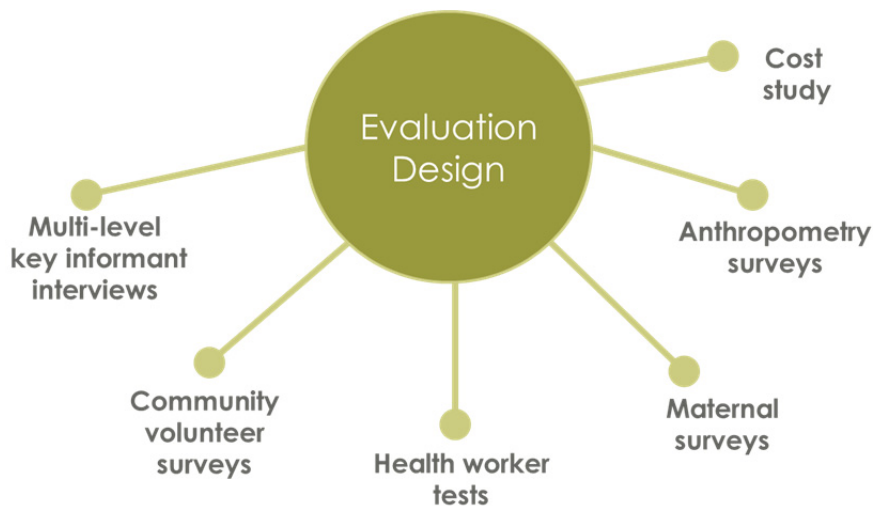 Evaluation
Design
Cost
study
Anthropometry
surveys
Maternal
surveys
Health worker
tests
Community
volunteer
surveys
Multi-level
key informant
interviews